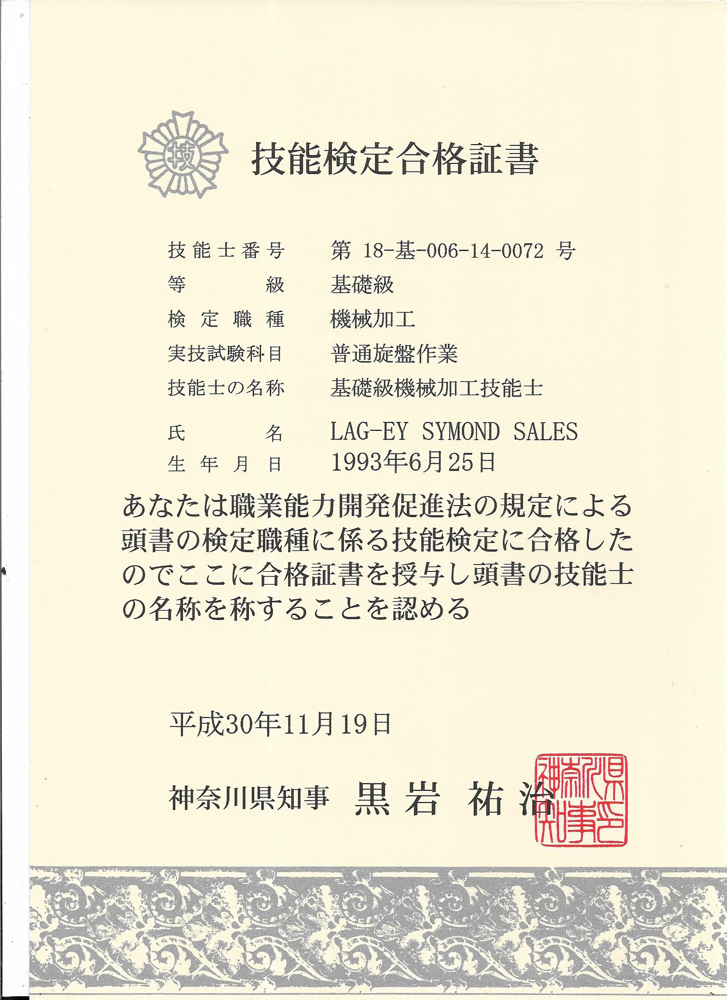 技
技能検定合格証書
技能士番号 第 18-基-006-14-0072 号
等級 基礎級
検定職種 機械加工
実技試験科目 普通旋盤作業
技能士の名称 基礎級機械加工技能士
氏名 LAG-EY SYMOND SALES
生年月日 1993年6月25日
あなたは職業能力開発促進法の規定による
頭書の検定職種に係る技能検定に合格した
のでここに合格証書を授与し頭書の技能士
の名称を称することを認める
平成30年11月19日
神奈川県知事 黒岩 祐治
神奈川県
知事印